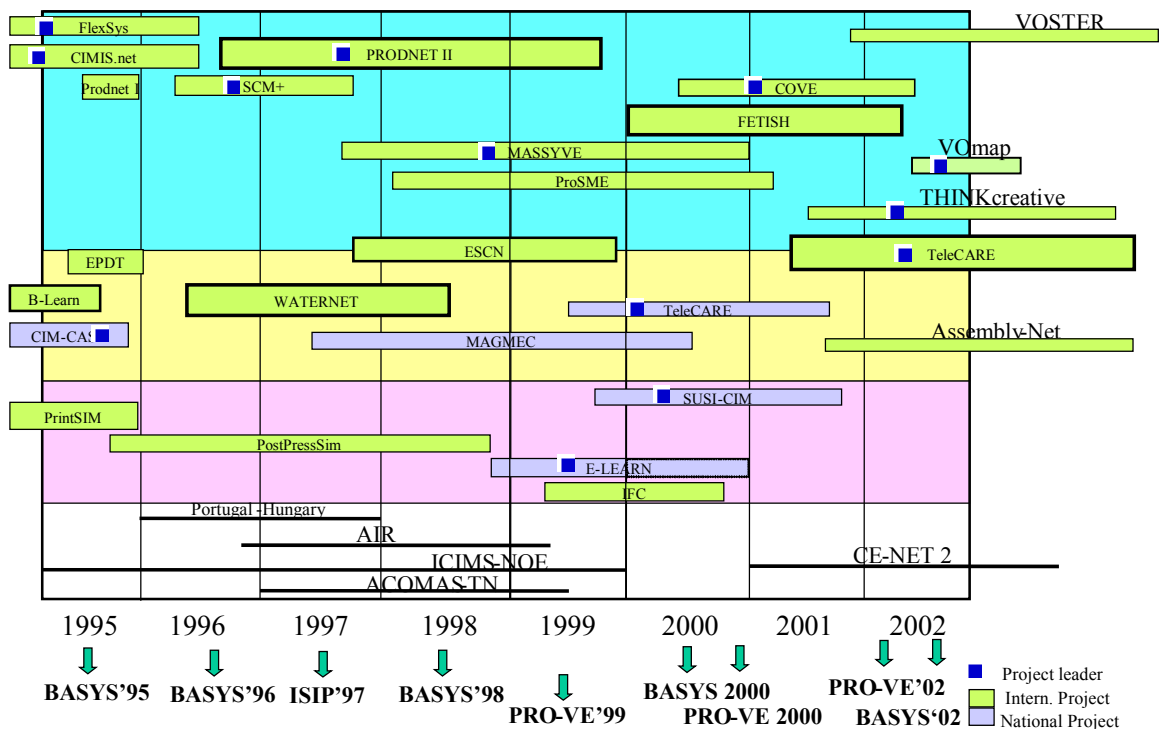 FlexSys
VOSTER
CIMIS.net
PRODNET II
Prodnet I
SCM+
COVE
FETISH
MASSYVE
VOmap
ProSME
THINKcreative
ESCN
TeleCARE
EPDT
B-Learn
WATERNET
TeleCARE
CIM-CAS
MAGMEC
Assembly-Net
SUSI-CIM
PrintSIM
PostPressSim
E-LEARN
IFC
Portugal-Hungary
AIR
ICIMS-NOE
CE-NET 2
ACOMAS-TN
1995 1996 1997 1998 1999 2000 2001 2002
BASYS’95
BASYS’96
ISIP’97
BASYS’98
PRO-VE’99
BASYS 2000
PRO-VE 2000
PRO-VE’02
BASYS‘02
Project leader
Intern. Project
National Project